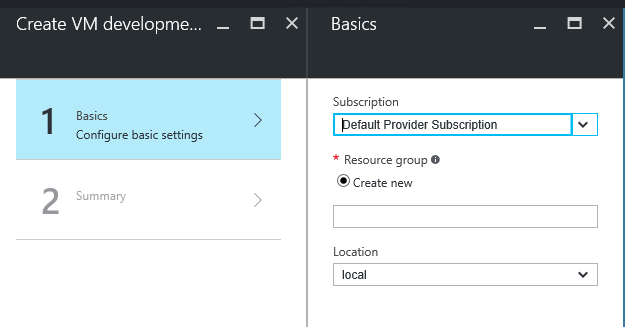 Create VM developme...
Basics
1
Basics
Configure basic settings
2
Summary
Subscription
Default Provider Subscription
* Resource group
Create new
Location
local